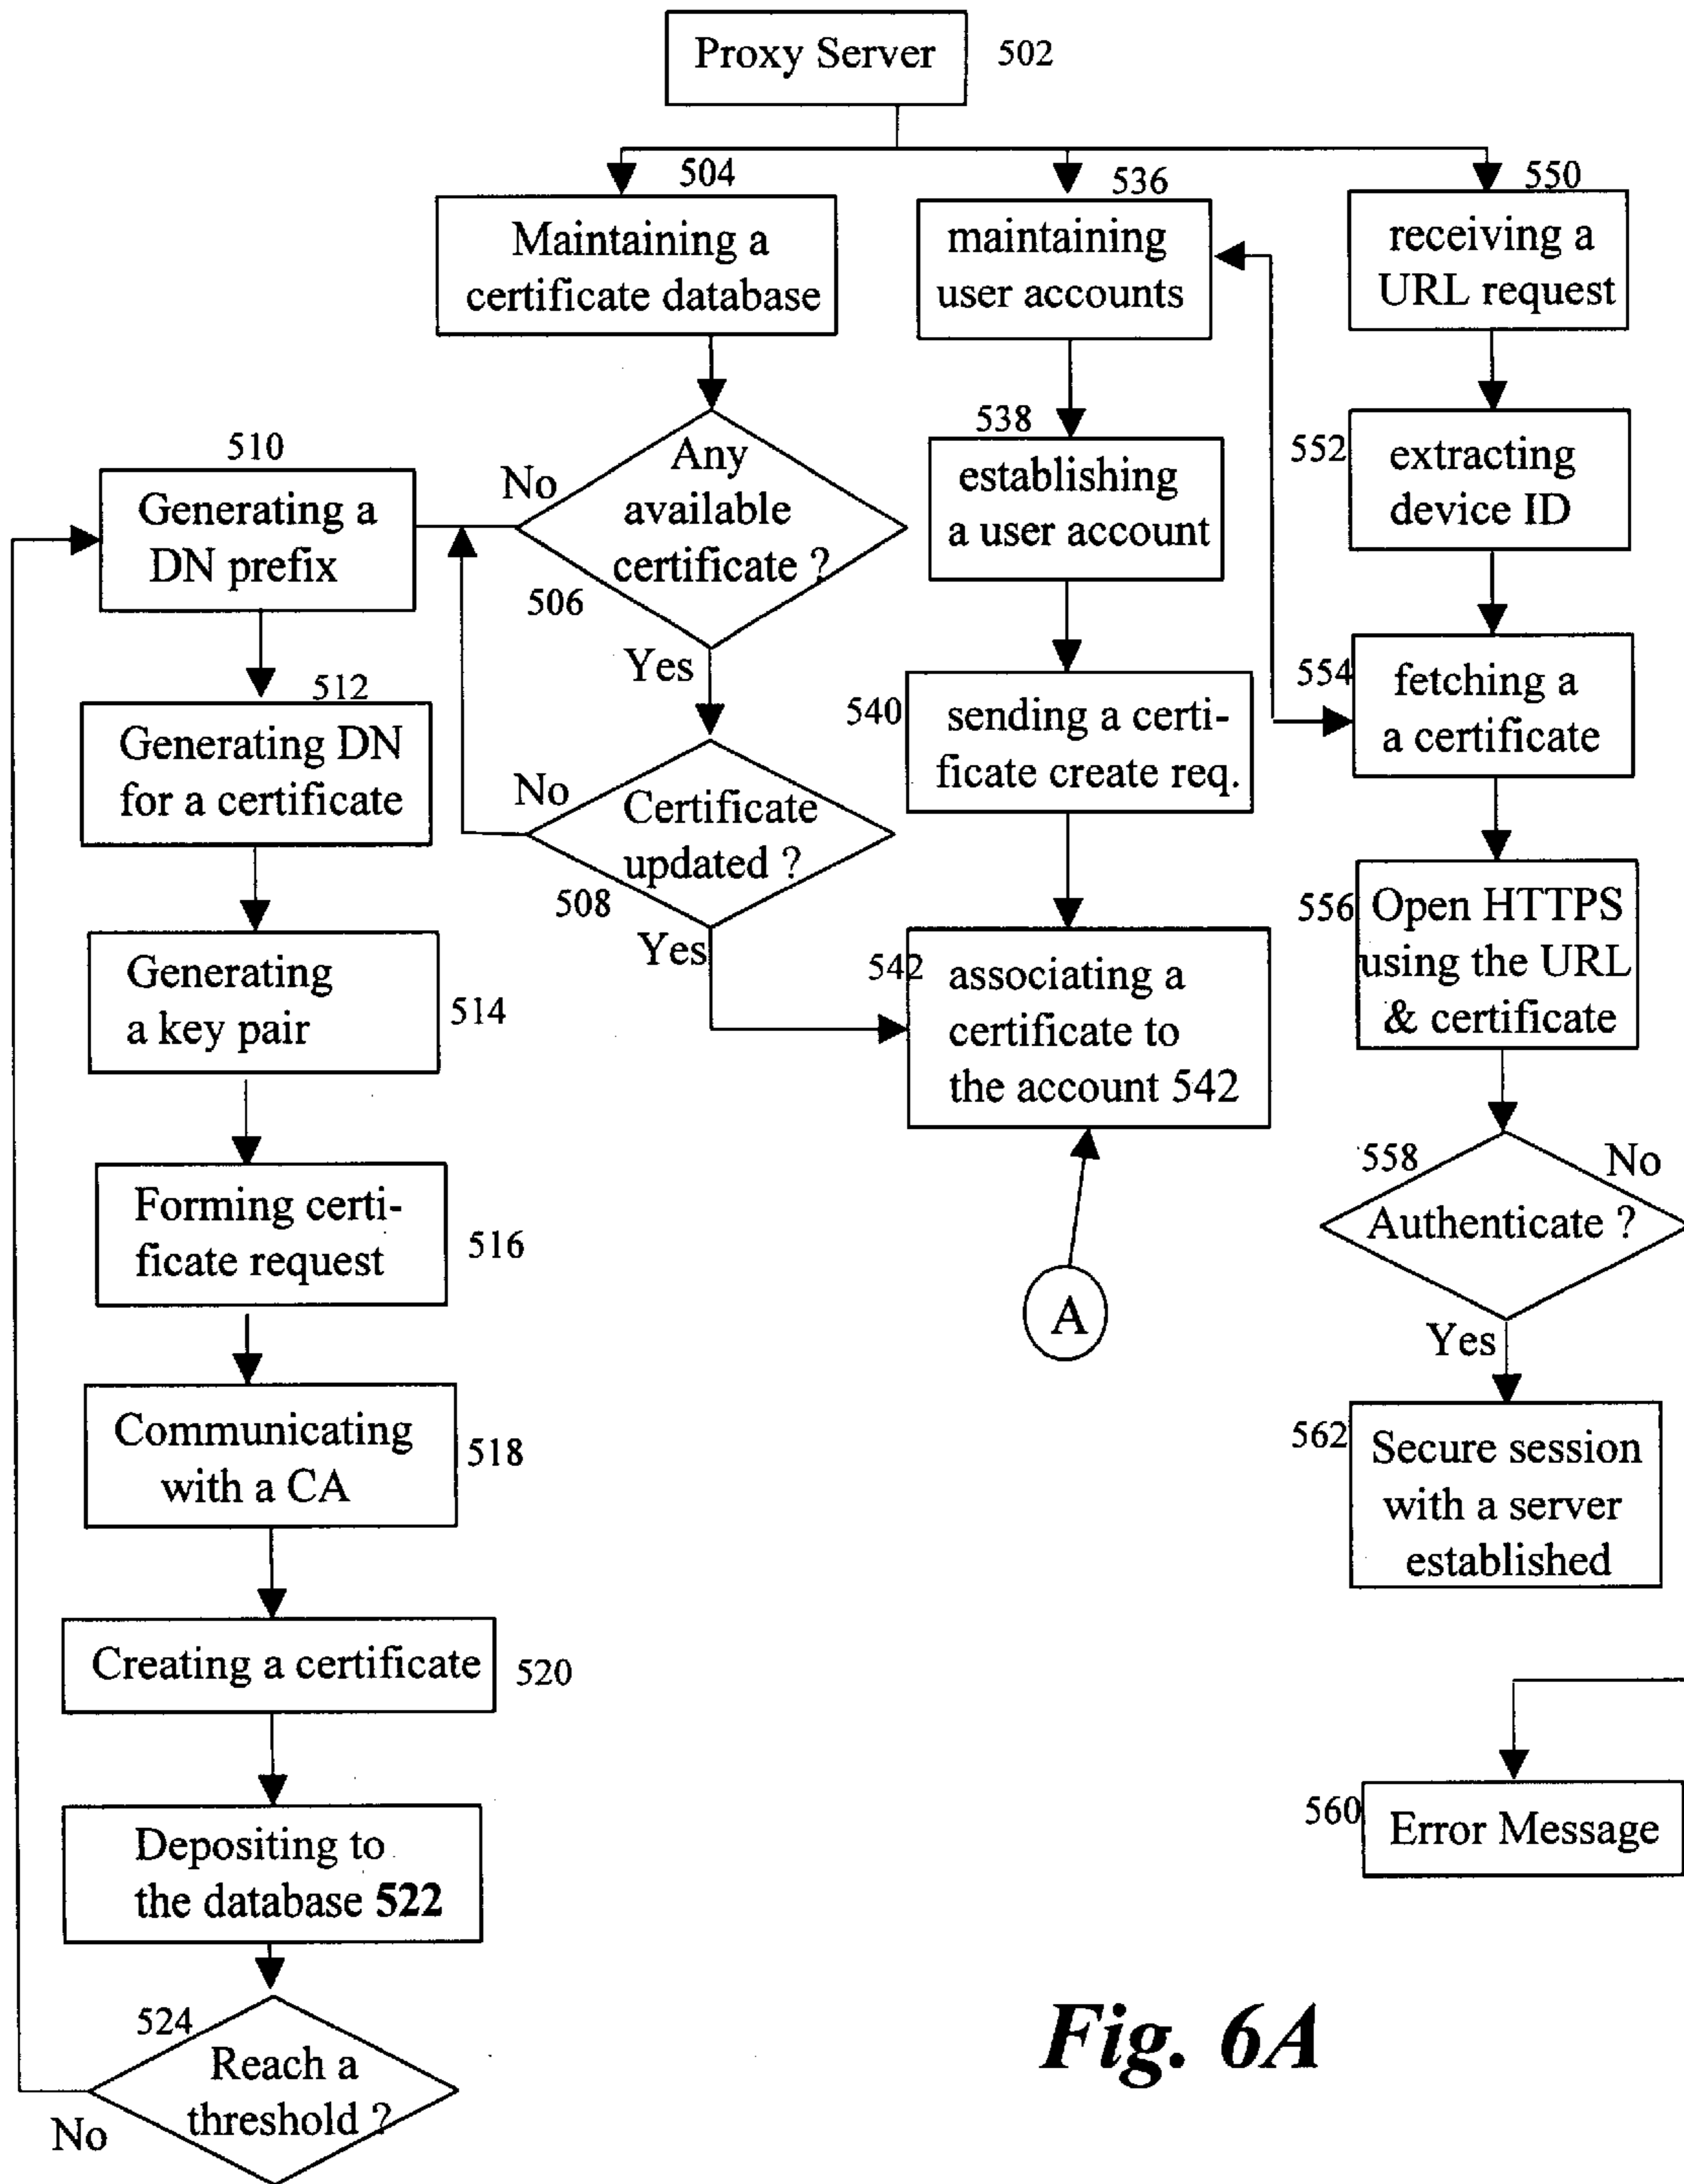 Proxy Server
502
504
Maintaining a
certificate database
536
maintaining
user accounts
550
receiving a
URL request
510
Generating a
DN prefix
No
Any
available
certificate ?
506
Yes
538
establishing
a user account
552
extracting
device ID
512
Generating DN
for a certificate
No
Certificate
updated ?
508
Yes
540
sending a certi-
ficate create req.
554
fetching a
a certificate
Generating
a key pair
514
542
associating a
certificate to
the account 542
556
Open HTTPS
using the URL
& certificate
Forming certi-
ficate request
516
A
558
No
Authenticate ?
Yes
Communicating
with a CA
518
562
Secure session
with a server
established
Creating a certificate
520
Depositing to
the database 522
560
Error Message
524
Reach a
threshold ?
No
Fig. 6A